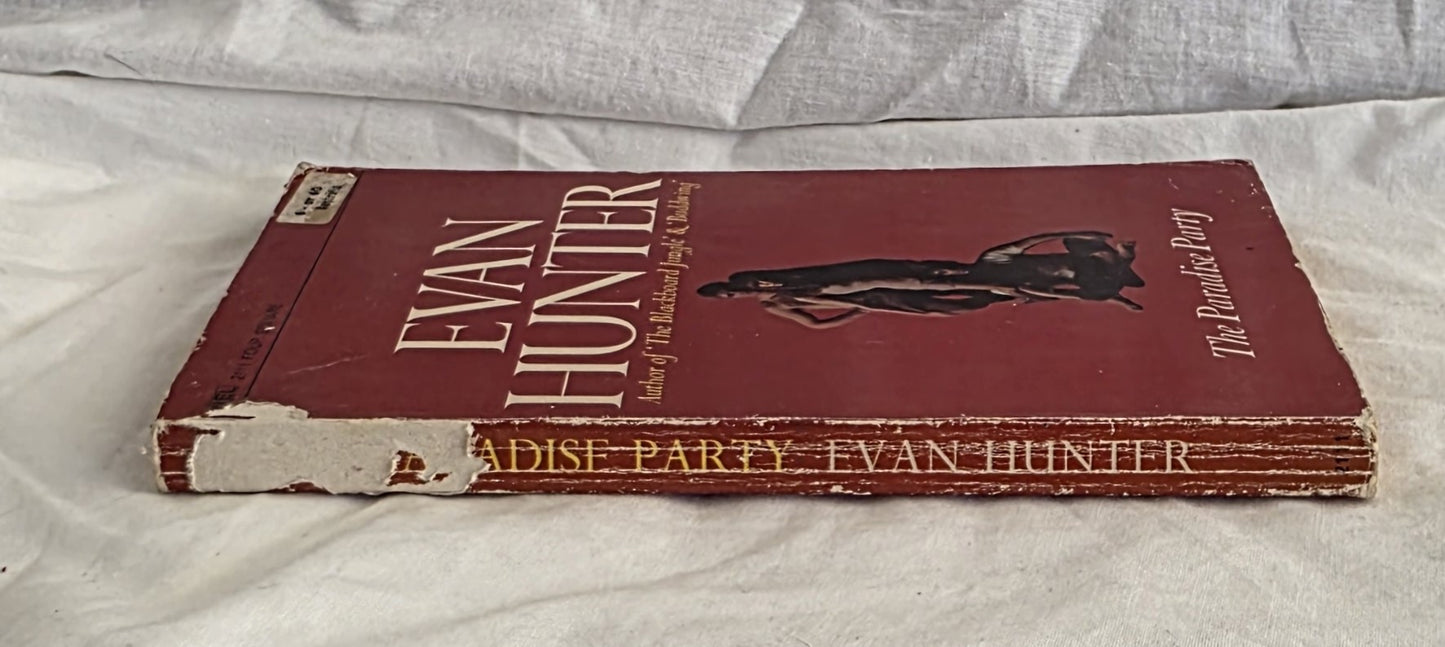 EVAN
HUNTER
Author of 'The Blackboard Jungle' & 'Buddwing'
The Paradise Party
ADISE PARTY EVAN HUNTER